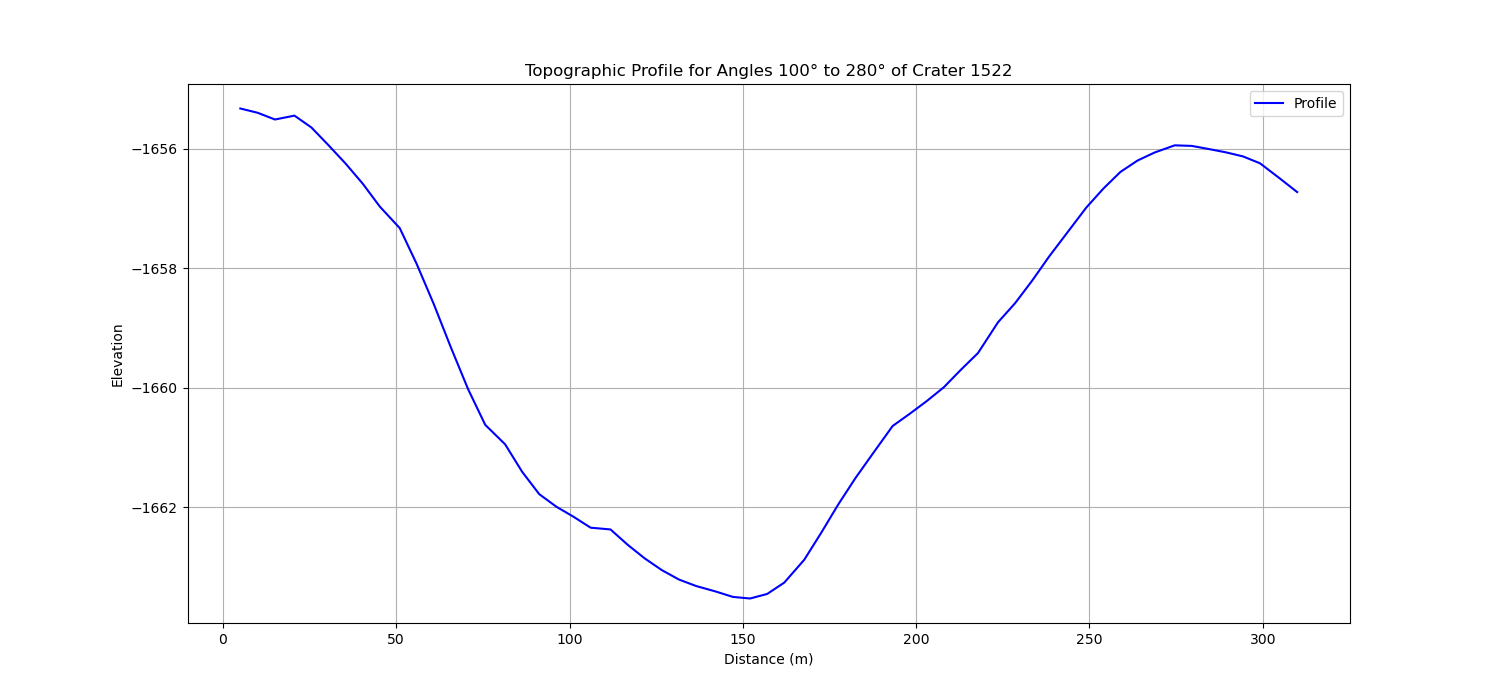 Topographic Profile for Angles 100° to 280° of Crater 1522
Profile
−1656
−1658
−1660
−1662
Elevation
0 50 100 150 200 250 300
Distance (m)